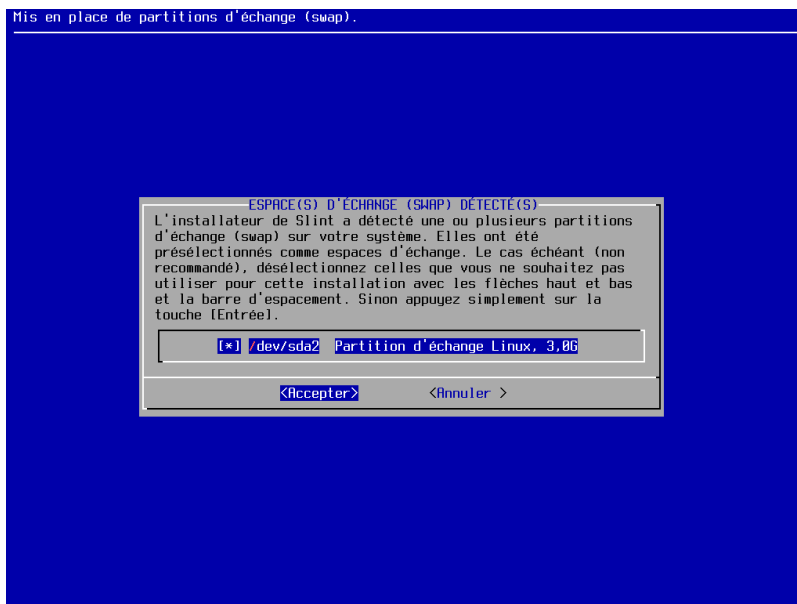 Mis en place de partitions d'échange (swap).
ESPACE(S) D'ÉCHANGE (SWAP) DÉTECTÉ(S)
L'installateur de Slint a détecté une ou plusieurs partitions
d'échange (swap) sur votre système. Elles ont été
présélectionnés comme espaces d'échange. Le cas échéant (non
recommandé), désélectionnez celles que vous ne souhaitez pas
utiliser pour cette installation avec les flèches haut et bas
et la barre d'espacement. Sinon appuyez simplement sur la
touche [Entrée].
[*] /dev/sda2 Partition d'échange Linux, 3,0G
<Accepter> <Annuler >